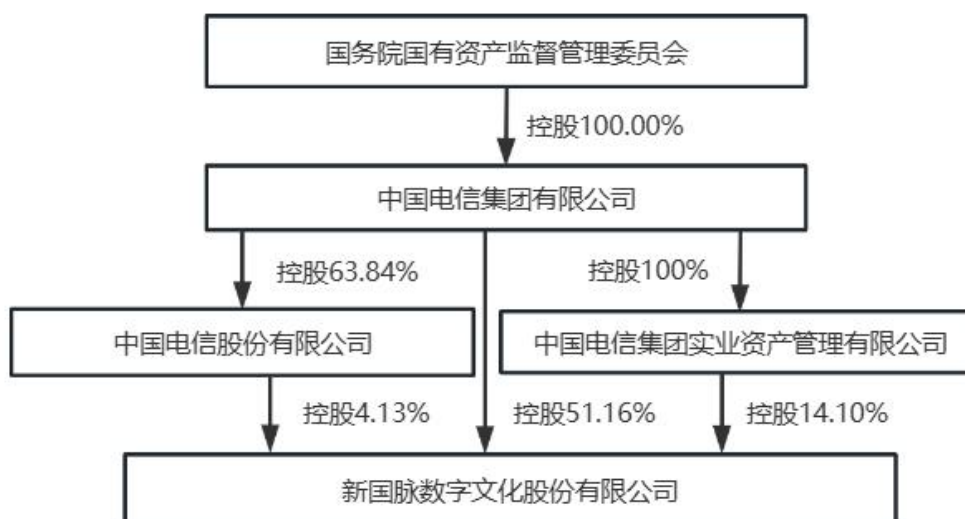 国务院国有资产监督管理委员会
控股100.00%
中国电信集团有限公司
控股63.84%
控股100%
中国电信股份有限公司
中国电信集团实业资产管理有限公司
控股4.13%
控股51.16%
控股14.10%
新国脉数字文化股份有限公司